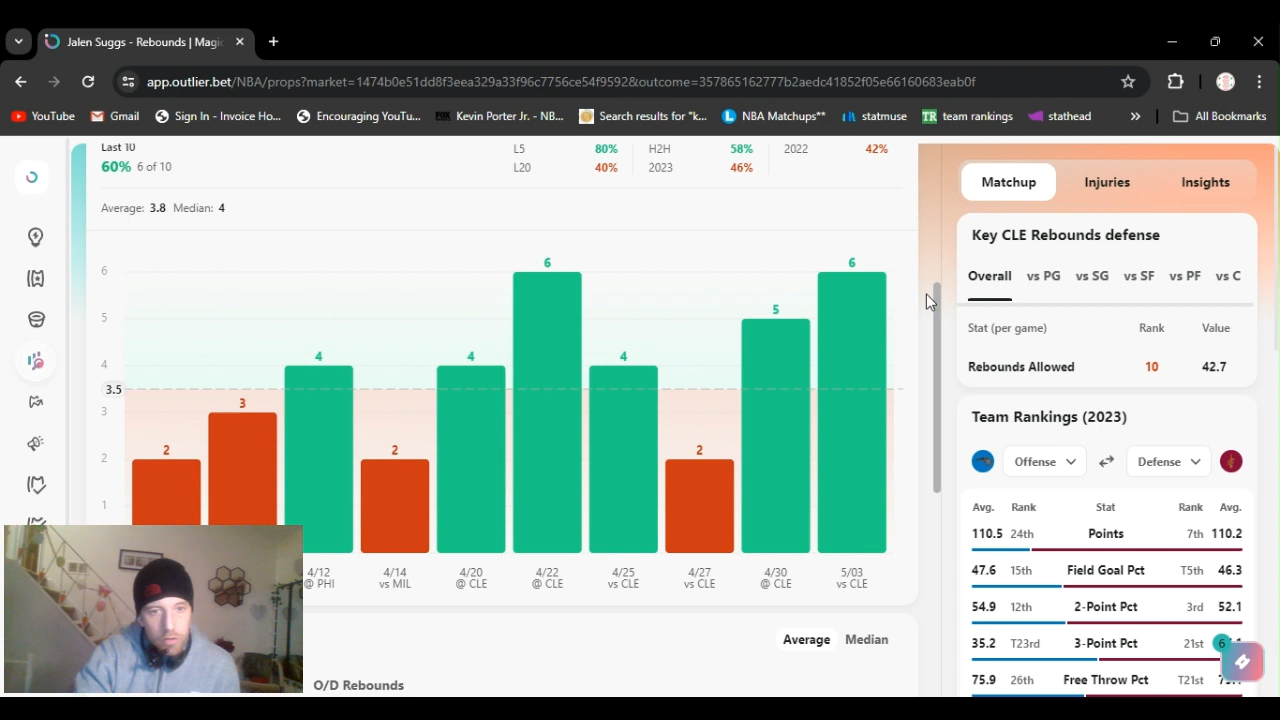 Jalen Suggs - Rebounds | Magic
app.outlier.bet/NBA/props?market=1474b0e51dd8f3eea329a33f96c7756ce54f9592&outcome=357865162777b2aedc41852f05e66160683eab0f
YouTube Gmail Sign In - Invoice Ho... Encouraging YouTu... Kevin Porter Jr. - NB... Search results for "k... NBA Matchups** statmuse team rankings stathead » All Bookmarks
Last 10
60% 6 of 10
L5 80% H2H 58% 2022 42%
L20 40% 2023 46%
Average: 3.8 Median: 4
6
5
4
3.5
3
2
1
2 3 4 2 4 6 4 2 5 6
4/12 4/14 4/20 4/22 4/25 4/27 4/30 5/03
@ PHI vs MIL @ CLE @ CLE vs CLE vs CLE @ CLE vs CLE
Average Median
O/D Rebounds
Matchup Injuries Insights
Key CLE Rebounds defense
Overall vs PG vs SG vs SF vs PF vs C
Stat (per game) Rank Value
Rebounds Allowed 10 42.7
Team Rankings (2023)
Offense Defense
Avg. Rank Stat Rank Avg.
110.5 24th Points 7th 110.2
47.6 15th Field Goal Pct T5th 46.3
54.9 12th 2-Point Pct 3rd 52.1
35.2 T23rd 3-Point Pct 21st
75.9 26th Free Throw Pct T21st